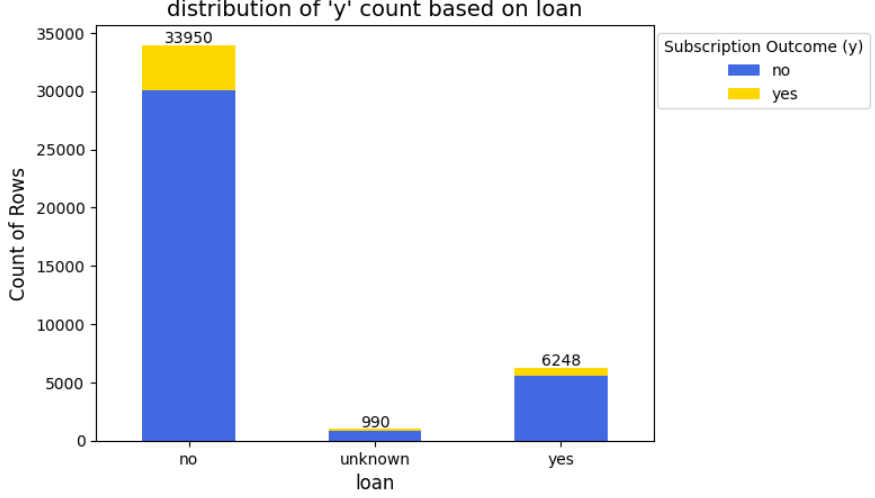 distribution of 'y' count based on loan
35000
33950
Subscription Outcome (y)
no
yes
30000
25000
20000
15000
10000
5000
0
6248
990
Count of Rows
no
unknown
yes
loan